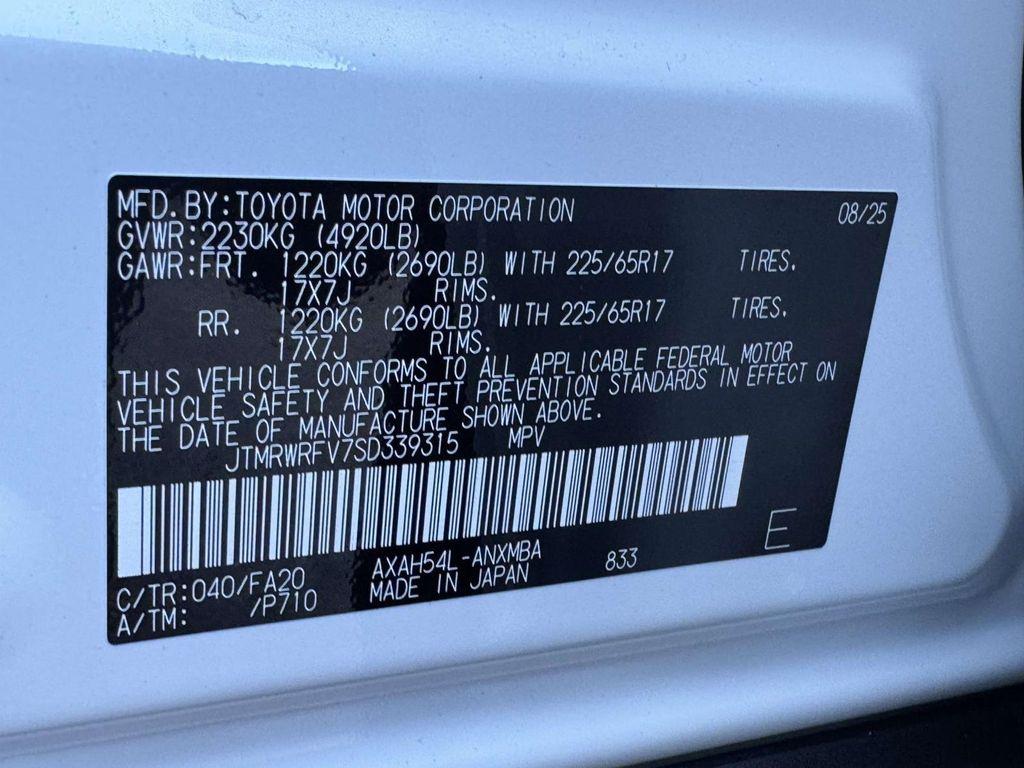 MFD. BY: TOYOTA MOTOR CORPORATION 08/25
GVWR: 2230KG (4920LB)
GAWR: FRT. 1220KG (2690LB) WITH 225/65R17 TIRES.
17X7J RIMS.
RR. 1220KG (2690LB) WITH 225/65R17 TIRES.
17X7J RIMS.
THIS VEHICLE CONFORMS TO ALL APPLICABLE FEDERAL MOTOR
VEHICLE SAFETY AND THEFT PREVENTION STANDARDS IN EFFECT ON
THE DATE OF MANUFACTURE SHOWN ABOVE.
JTMRWRFV7SD339315 MPV
E
C/TR: 040/FA20 AXAH54L-ANXMBA 833
A/TM: /P710 MADE IN JAPAN